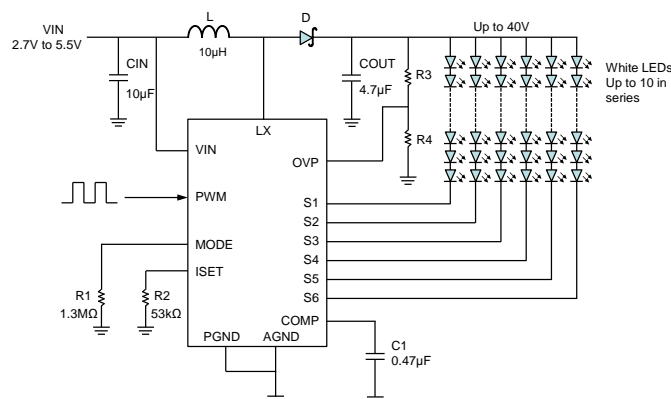 VIN
2.7V to 5.5V
L
10µH
D
Up to 40V
CIN
10µF
COUT
4.7µF
R3
R4
White LEDs
Up to 10 in
series
LX
VIN
OVP
PWM
S1
S2
S3
S4
S5
S6
MODE
ISET
COMP
R1
1.3MΩ
R2
53kΩ
PGND
AGND
C1
0.47µF